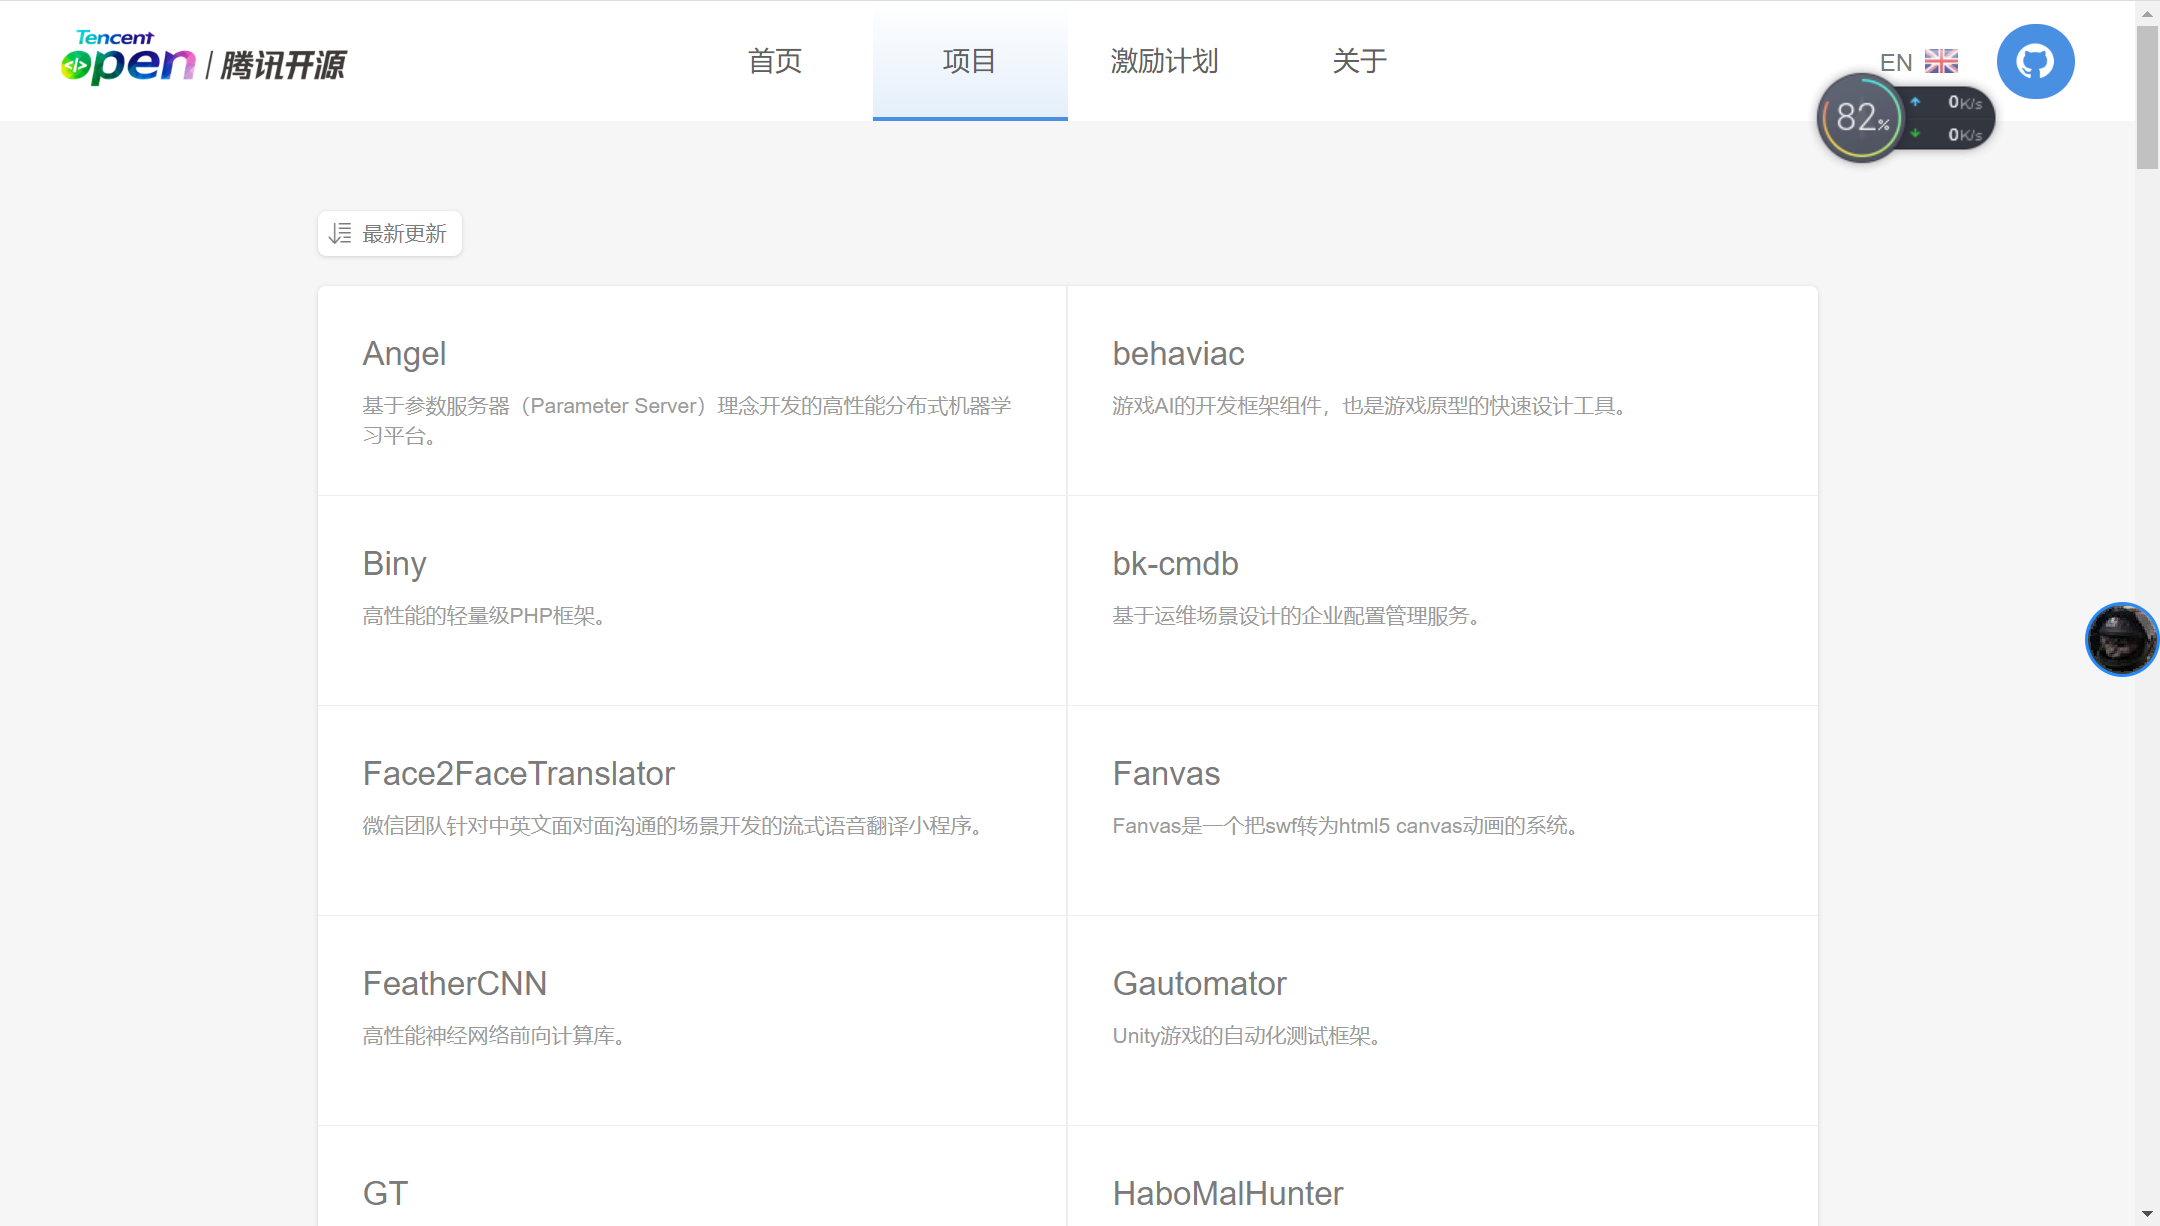 Tencent
open | 腾讯开源
首页
项目
激励计划
关于
EN
82%
0K/s
0K/s
最新更新
Angel
基于参数服务器（Parameter Server）理念开发的高性能分布式机器学
习平台。
behaviac
游戏AI的开发框架组件，也是游戏原型的快速设计工具。
Biny
高性能的轻量级PHP框架。
bk-cmdb
基于运维场景设计的企业配置管理服务。
Face2FaceTranslator
微信团队针对中英文面对面沟通的场景开发的流式语音翻译小程序。
Fanvas
Fanvas是一个把swf转为html5 canvas动画的系统。
FeatherCNN
高性能神经网络前向计算库。
Gautomator
Unity游戏的自动化测试框架。
GT
HaboMalHunter